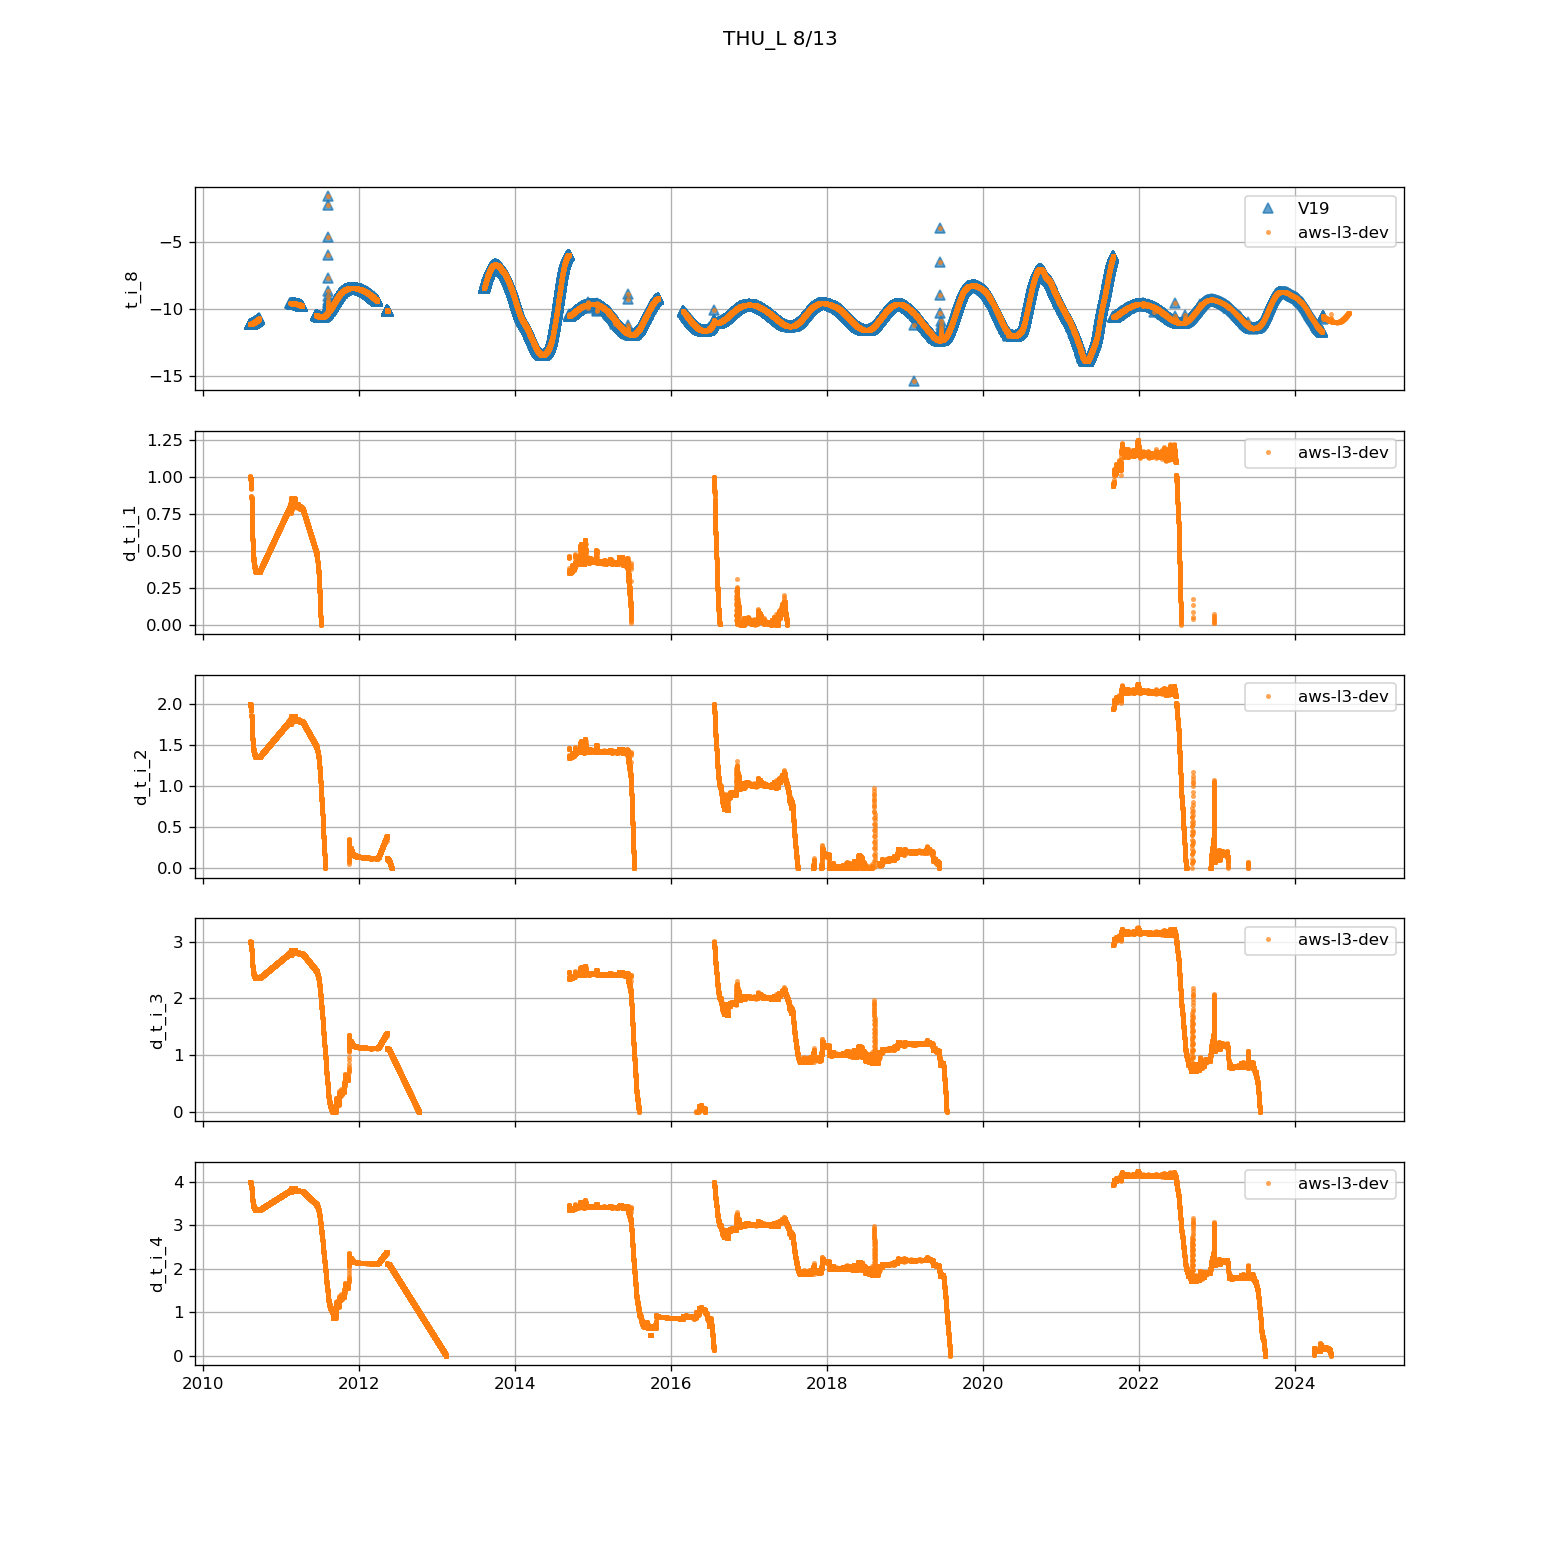 THU_L 8/13
t_i_8
−5
−10
−15
V19
aws-l3-dev
d_t_i_1
1.25
1.00
0.75
0.50
0.25
0.00
aws-l3-dev
d_t_i_2
2.0
1.5
1.0
0.5
0.0
aws-l3-dev
d_t_i_3
3
2
1
0
aws-l3-dev
d_t_i_4
4
3
2
1
0
aws-l3-dev
2010 2012 2014 2016 2018 2020 2022 2024